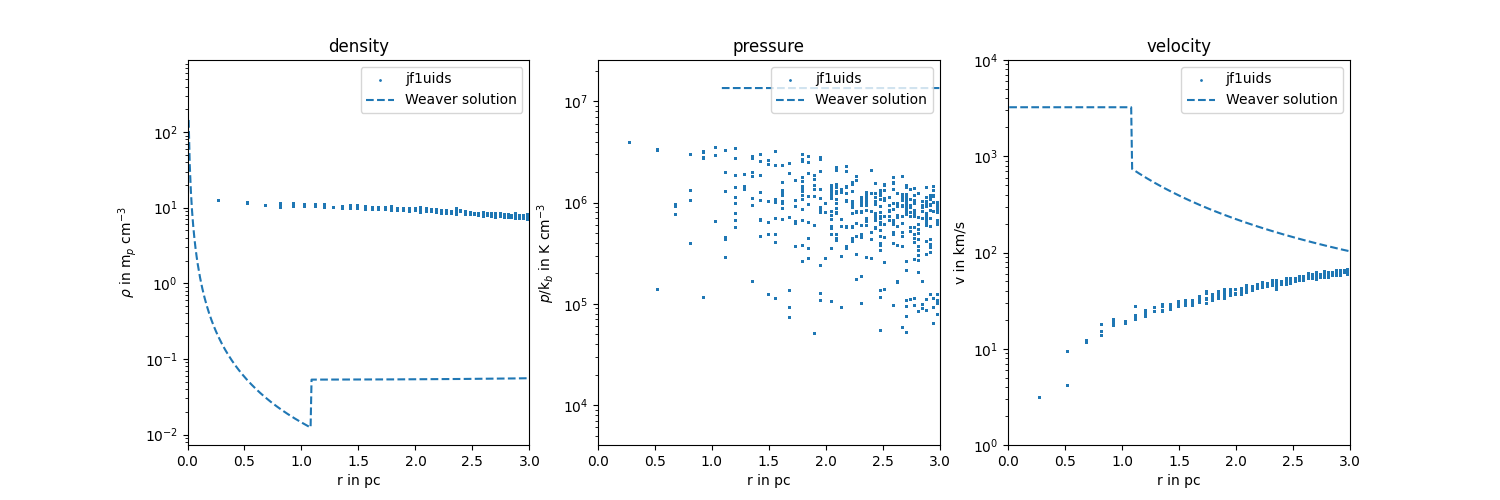 density
ρ in m_p cm^{-3}
10^2
10^1
10^0
10^{-1}
10^{-2}
0.0 0.5 1.0 1.5 2.0 2.5 3.0
r in pc
jf1uids
Weaver solution
pressure
p/k_b in K cm^{-3}
10^7
10^6
10^5
10^4
0.0 0.5 1.0 1.5 2.0 2.5 3.0
r in pc
jf1uids
Weaver solution
velocity
v in km/s
10^4
10^3
10^2
10^1
10^0
0.0 0.5 1.0 1.5 2.0 2.5 3.0
r in pc
jf1uids
Weaver solution